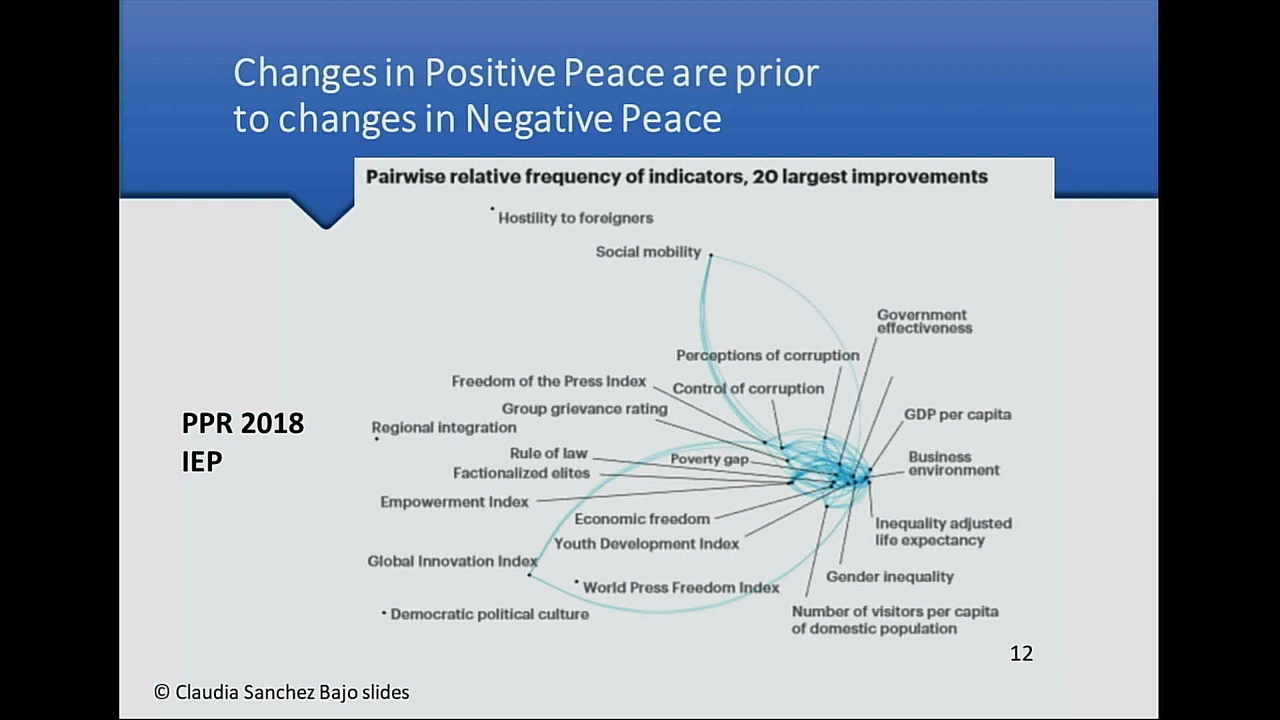 Changes in Positive Peace are prior
to changes in Negative Peace
Pairwise relative frequency of indicators, 20 largest improvements
Hostility to foreigners
Social mobility
Government
effectiveness
Perceptions of corruption
Freedom of the Press Index
Control of corruption
Group grievance rating
GDP per capita
Regional integration
PPR 2018
IEP
Rule of law
Poverty gap
Business
environment
Factionalized elites
Empowerment Index
Economic freedom
Inequality adjusted
life expectancy
Youth Development Index
Global Innovation Index
Gender inequality
World Press Freedom Index
Democratic political culture
Number of visitors per capita
of domestic population
12
© Claudia Sanchez Bajo slides